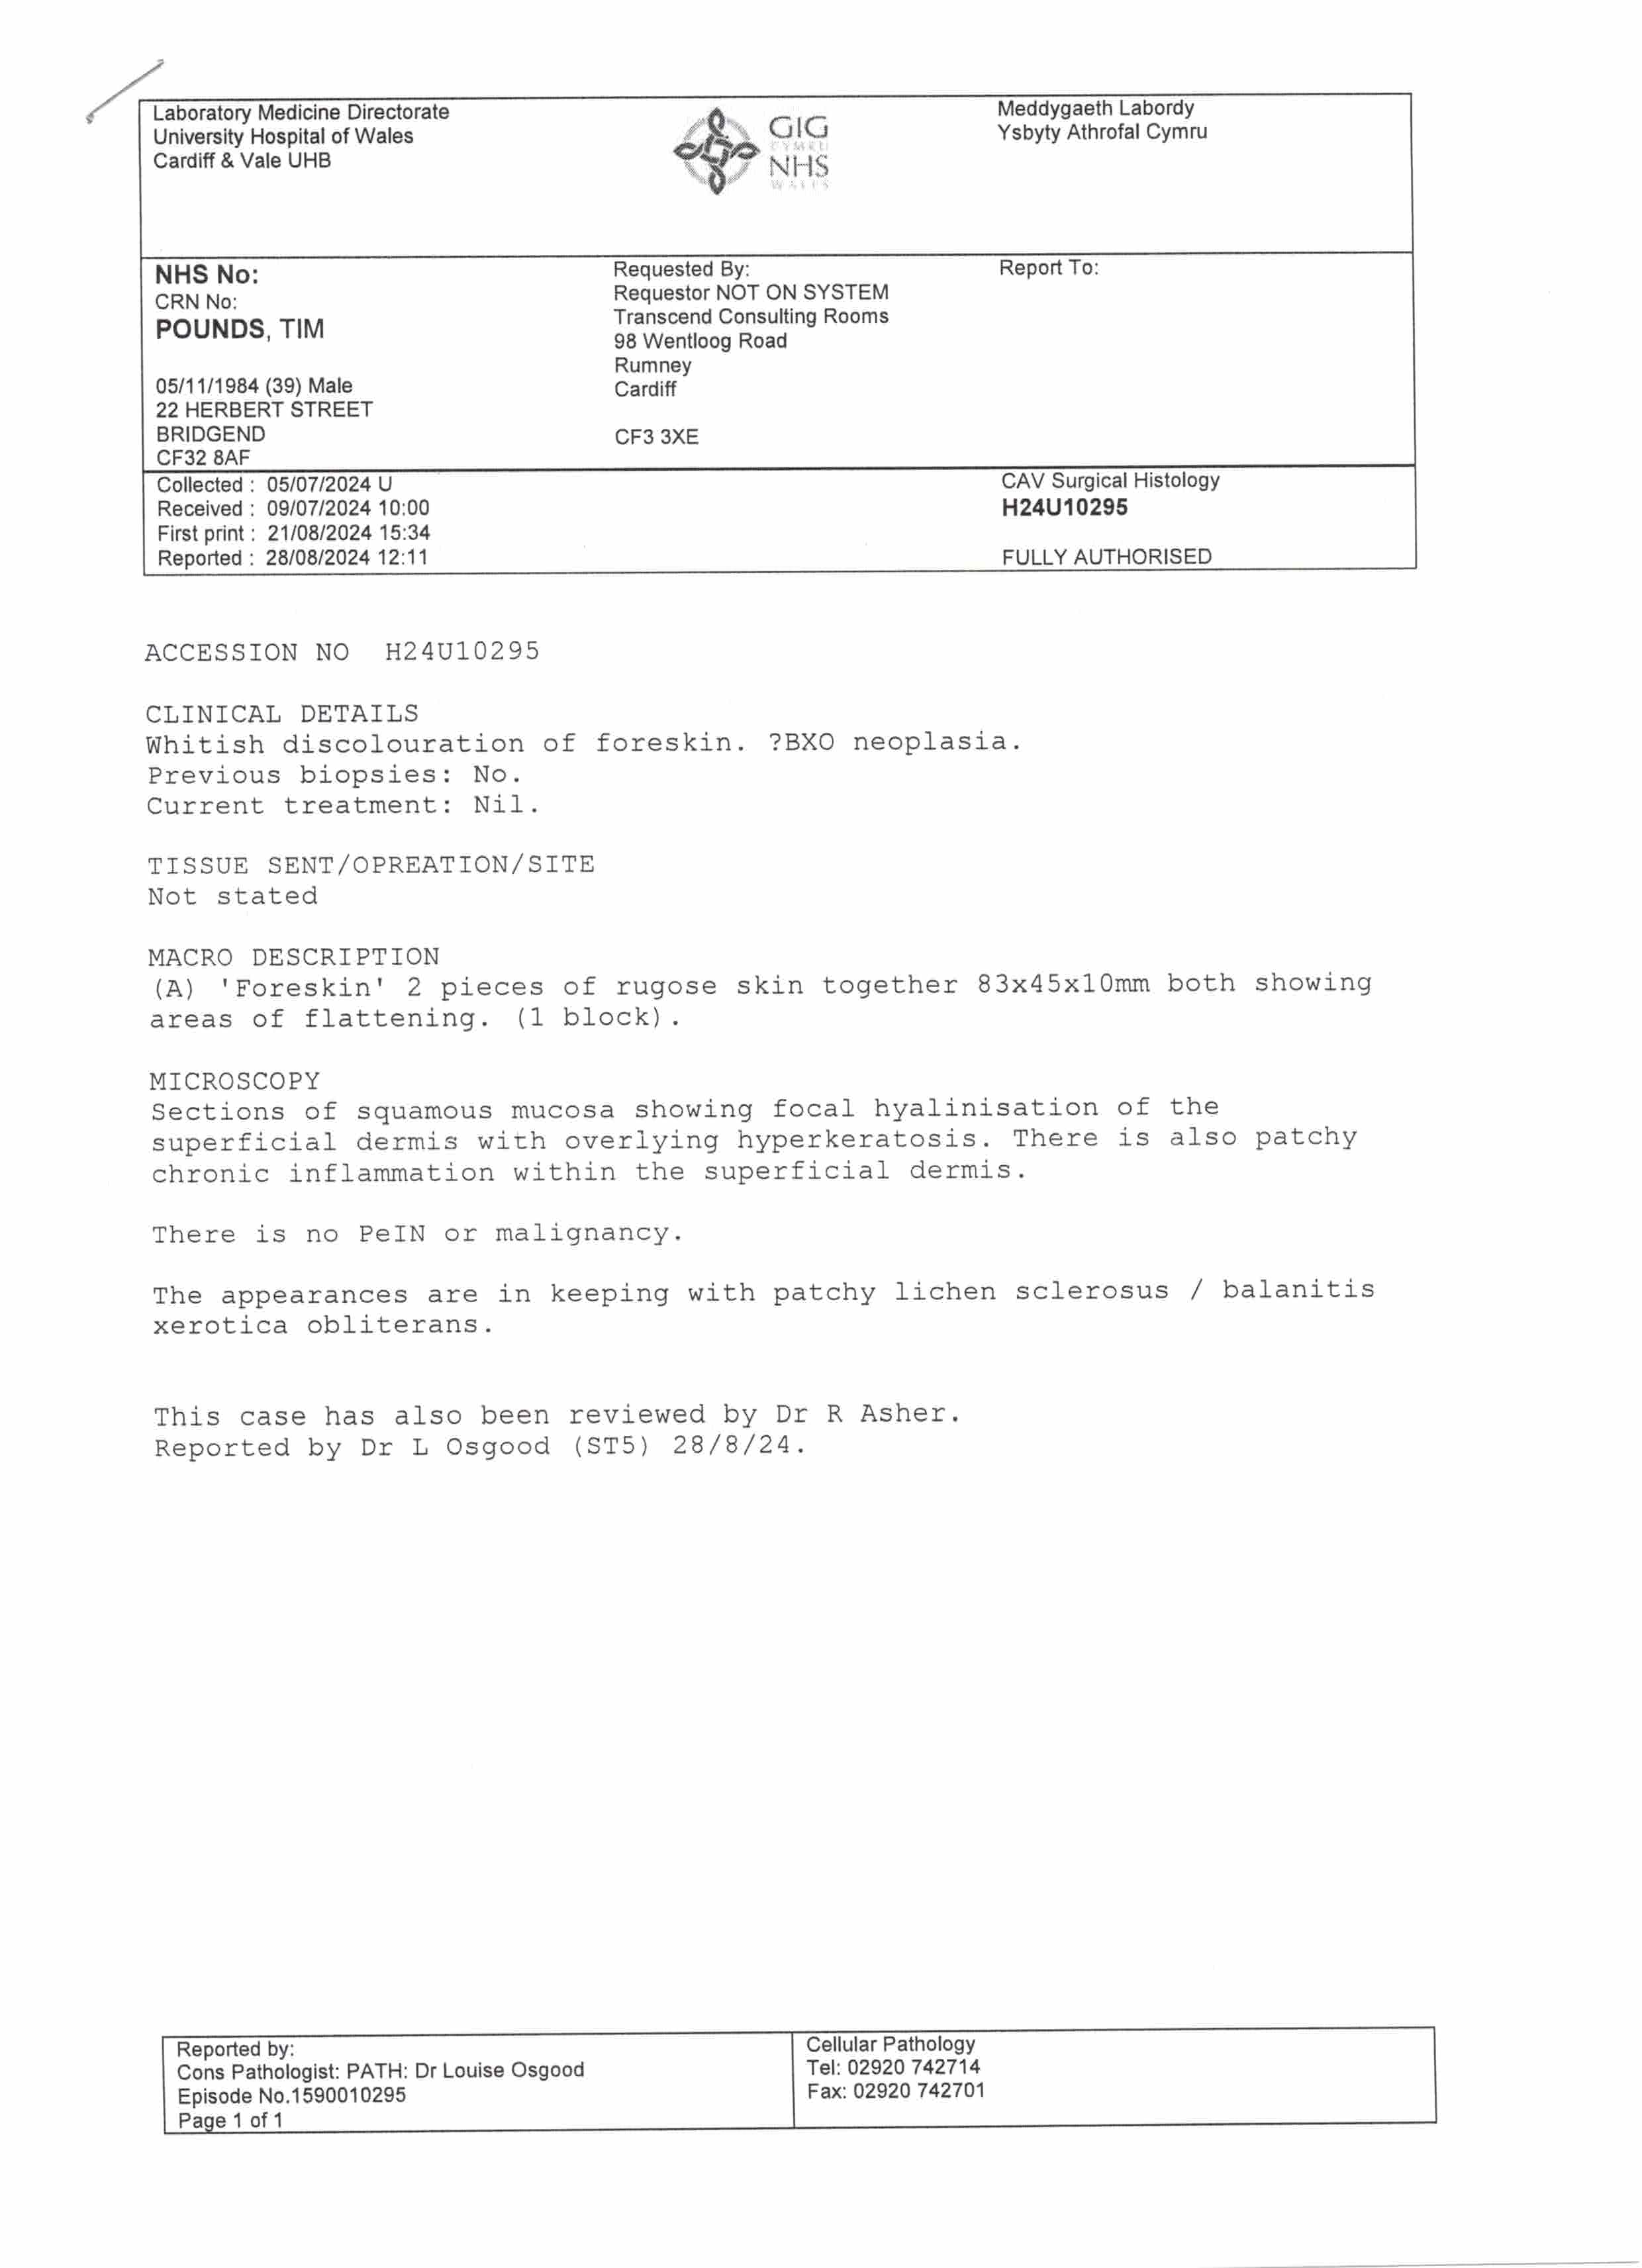 Laboratory Medicine Directorate
University Hospital of Wales
Cardiff & Vale UHB
GIG
CYMRU
NHS
WALES
Meddygaeth Labordy
Ysbyty Athrofal Cymru
NHS No:
CRN No:
POUNDS, TIM
05/11/1984 (39) Male
22 HERBERT STREET
BRIDGEND
CF32 8AF
Requested By:
Requestor NOT ON SYSTEM
Transcend Consulting Rooms
98 Wentloog Road
Rumney
Cardiff
CF3 3XE
Report To:
Collected : 05/07/2024 U
Received : 09/07/2024 10:00
First print : 21/08/2024 15:34
Reported : 28/08/2024 12:11
CAV Surgical Histology
H24U10295
FULLY AUTHORISED
ACCESSION NO H24U10295
CLINICAL DETAILS
Whitish discolouration of foreskin. ?BXO neoplasia.
Previous biopsies: No.
Current treatment: Nil.
TISSUE SENT/OPREATION/SITE
Not stated
MACRO DESCRIPTION
(A) 'Foreskin' 2 pieces of rugose skin together 83x45x10mm both showing
areas of flattening. (1 block).
MICROSCOPY
Sections of squamous mucosa showing focal hyalinisation of the
superficial dermis with overlying hyperkeratosis. There is also patchy
chronic inflammation within the superficial dermis.
There is no PeIN or malignancy.
The appearances are in keeping with patchy lichen sclerosus / balanitis
xerotica obliterans.
This case has also been reviewed by Dr R Asher.
Reported by Dr L Osgood (ST5) 28/8/24.
Reported by:
Cons Pathologist: PATH: Dr Louise Osgood
Episode No.1590010295
Page 1 of 1
Cellular Pathology
Tel: 02920 742714
Fax: 02920 742701